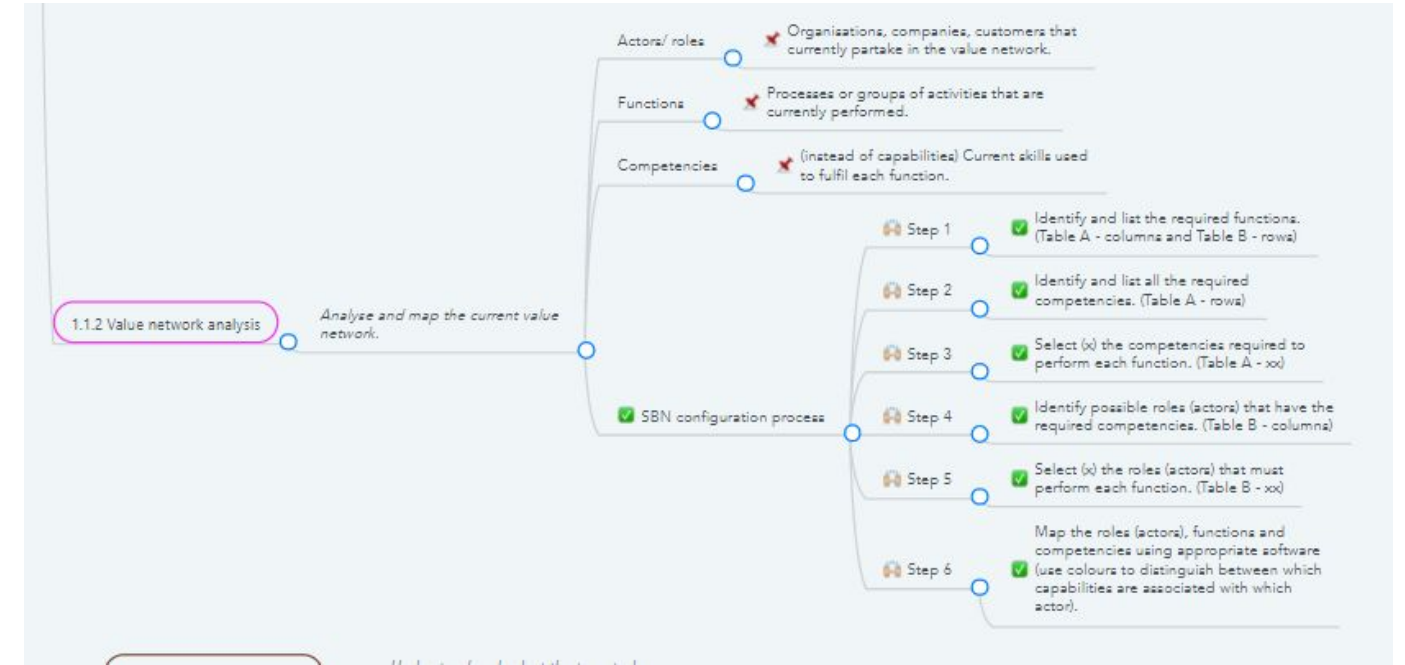 Actors/ roles
Organisations, companies, customers that
currently partake in the value network.
Functions
Processes or groups of activities that are
currently performed.
Competencies
(instead of capabilities) Current skills used
to fulfil each function.
1.1.2 Value network analysis
Analyse and map the current value
network.
SBN configuration process
Step 1
Identify and list the required functions.
(Table A - columns and Table B - rows)
Step 2
Identify and list all the required
competencies. (Table A - rows)
Step 3
Select (x) the competencies required to
perform each function. (Table A - xx)
Step 4
Identify possible roles (actors) that have the
required competencies. (Table B - columns)
Step 5
Select (x) the roles (actors) that must
perform each function. (Table B - xx)
Step 6
Map the roles (actors), functions and
competencies using appropriate software
(use colours to distinguish between which
capabilities are associated with which
actor).